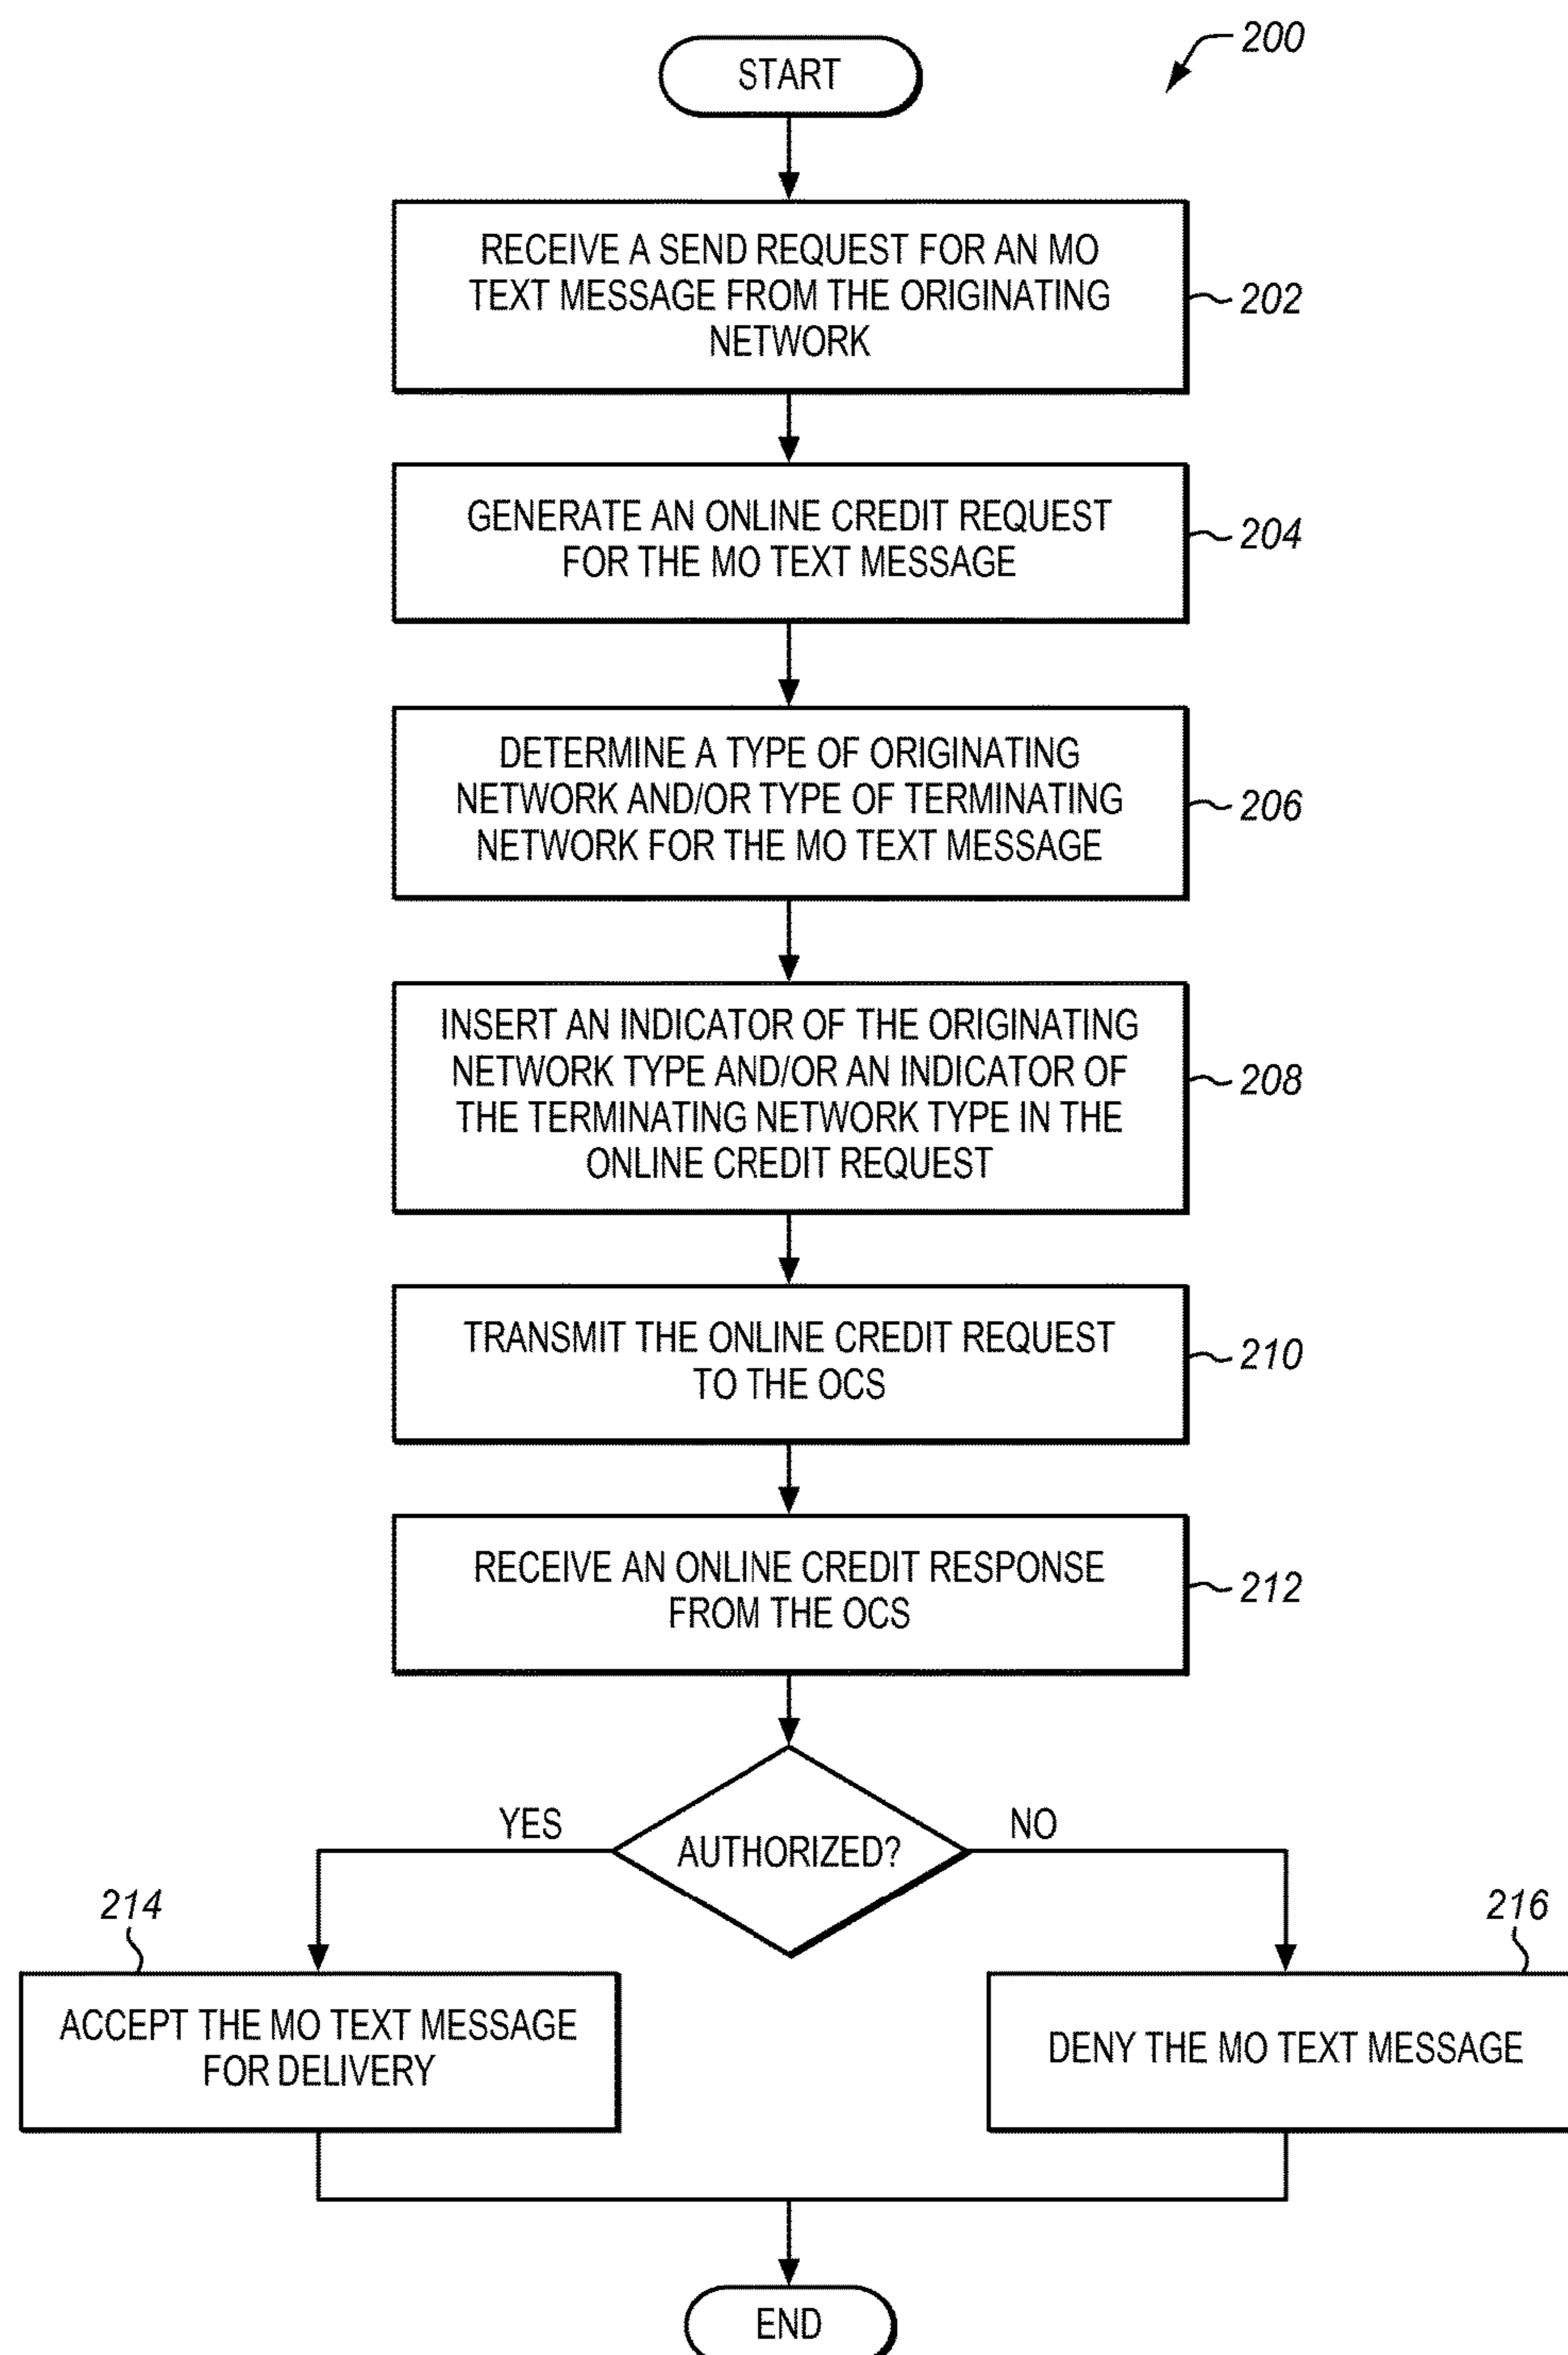 200
START
RECEIVE A SEND REQUEST FOR AN MO
TEXT MESSAGE FROM THE ORIGINATING
NETWORK
202
GENERATE AN ONLINE CREDIT REQUEST
FOR THE MO TEXT MESSAGE
204
DETERMINE A TYPE OF ORIGINATING
NETWORK AND/OR TYPE OF TERMINATING
NETWORK FOR THE MO TEXT MESSAGE
206
INSERT AN INDICATOR OF THE ORIGINATING
NETWORK TYPE AND/OR AN INDICATOR OF
THE TERMINATING NETWORK TYPE IN THE
ONLINE CREDIT REQUEST
208
TRANSMIT THE ONLINE CREDIT REQUEST
TO THE OCS
210
RECEIVE AN ONLINE CREDIT RESPONSE
FROM THE OCS
212
YES
AUTHORIZED?
NO
214
ACCEPT THE MO TEXT MESSAGE
FOR DELIVERY
216
DENY THE MO TEXT MESSAGE
END